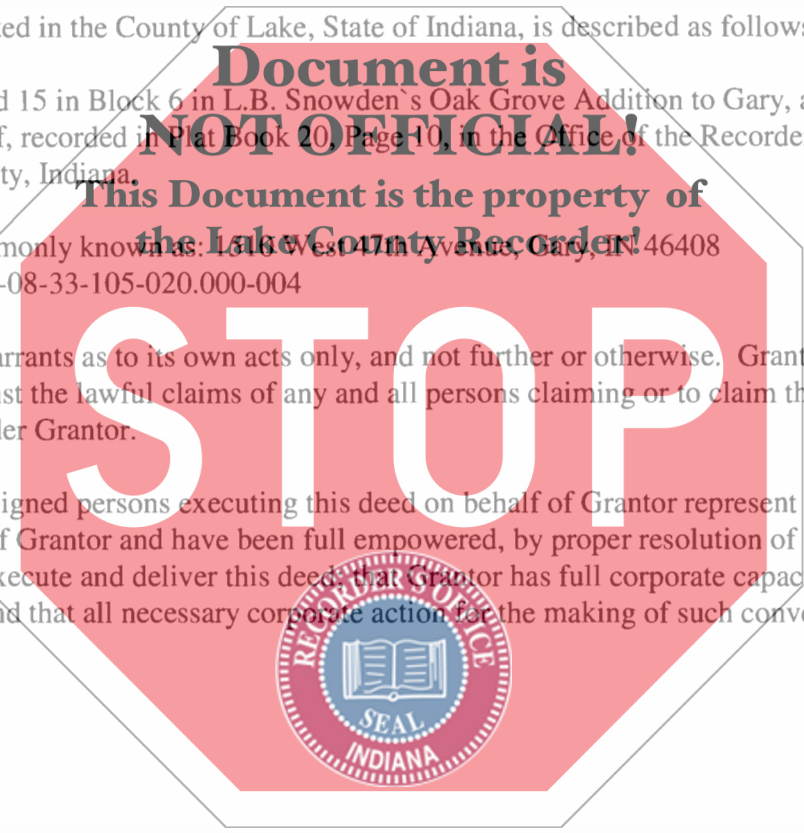 ted in the County of Lake, State of Indiana, is described as follows
Document is
d 15 in Block 6 in L.B. Snowden`s Oak Grove Addition to Gary, a
NOT OFFICIAL!
f, recorded in Plat Book 20, Page 10, in the Office of the Recorde
ty, Indiana.
This Document is the property of
the Lake County Recorder!
monly known as: West 47th Avenue, Gary, IN 46408
-08-33-105-020.000-004
STOP
arrants as to its own acts only, and not further or otherwise. Grant
st the lawful claims of any and all persons claiming or to claim th
ler Grantor.
igned persons executing this deed on behalf of Grantor represent
f Grantor and have been full empowered, by proper resolution of
xecute and deliver this deed; that Grantor has full corporate capac
nd that all necessary corporate action for the making of such conve
RECORDER'S OFFICE
SEAL
INDIANA